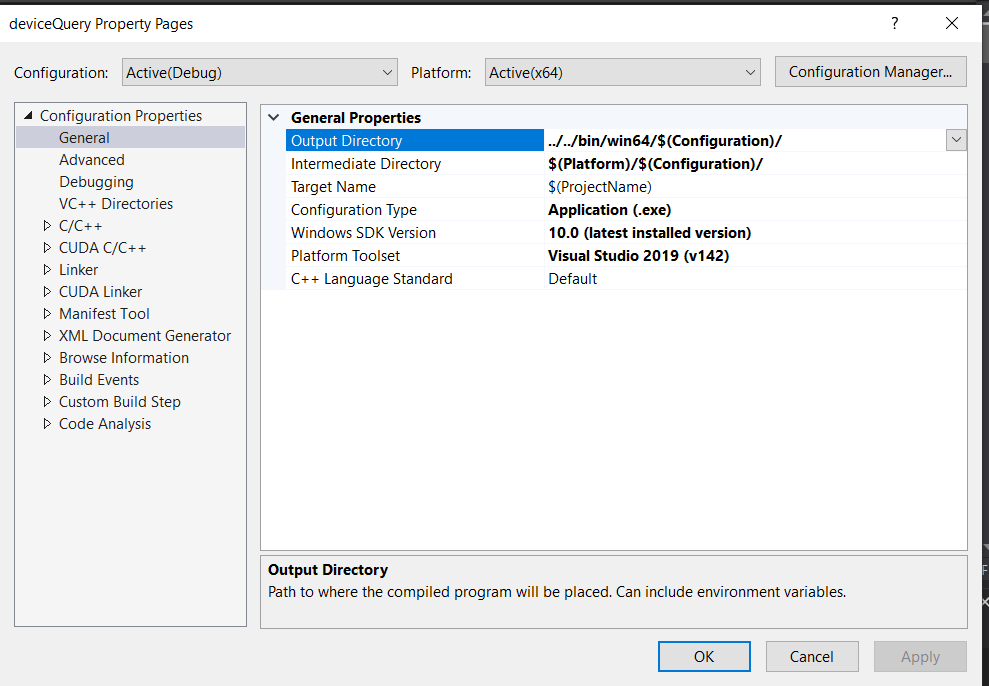 deviceQuery Property Pages
?
Configuration: Active(Debug) Platform: Active(x64) Configuration Manager...
Configuration Properties
General
Advanced
Debugging
VC++ Directories
C/C++
CUDA C/C++
Linker
CUDA Linker
Manifest Tool
XML Document Generator
Browse Information
Build Events
Custom Build Step
Code Analysis
General Properties
Output Directory ../../bin/win64/$(Configuration)/
Intermediate Directory $(Platform)/$(Configuration)/
Target Name $(ProjectName)
Configuration Type Application (.exe)
Windows SDK Version 10.0 (latest installed version)
Platform Toolset Visual Studio 2019 (v142)
C++ Language Standard Default
Output Directory
Path to where the compiled program will be placed. Can include environment variables.
OK Cancel Apply